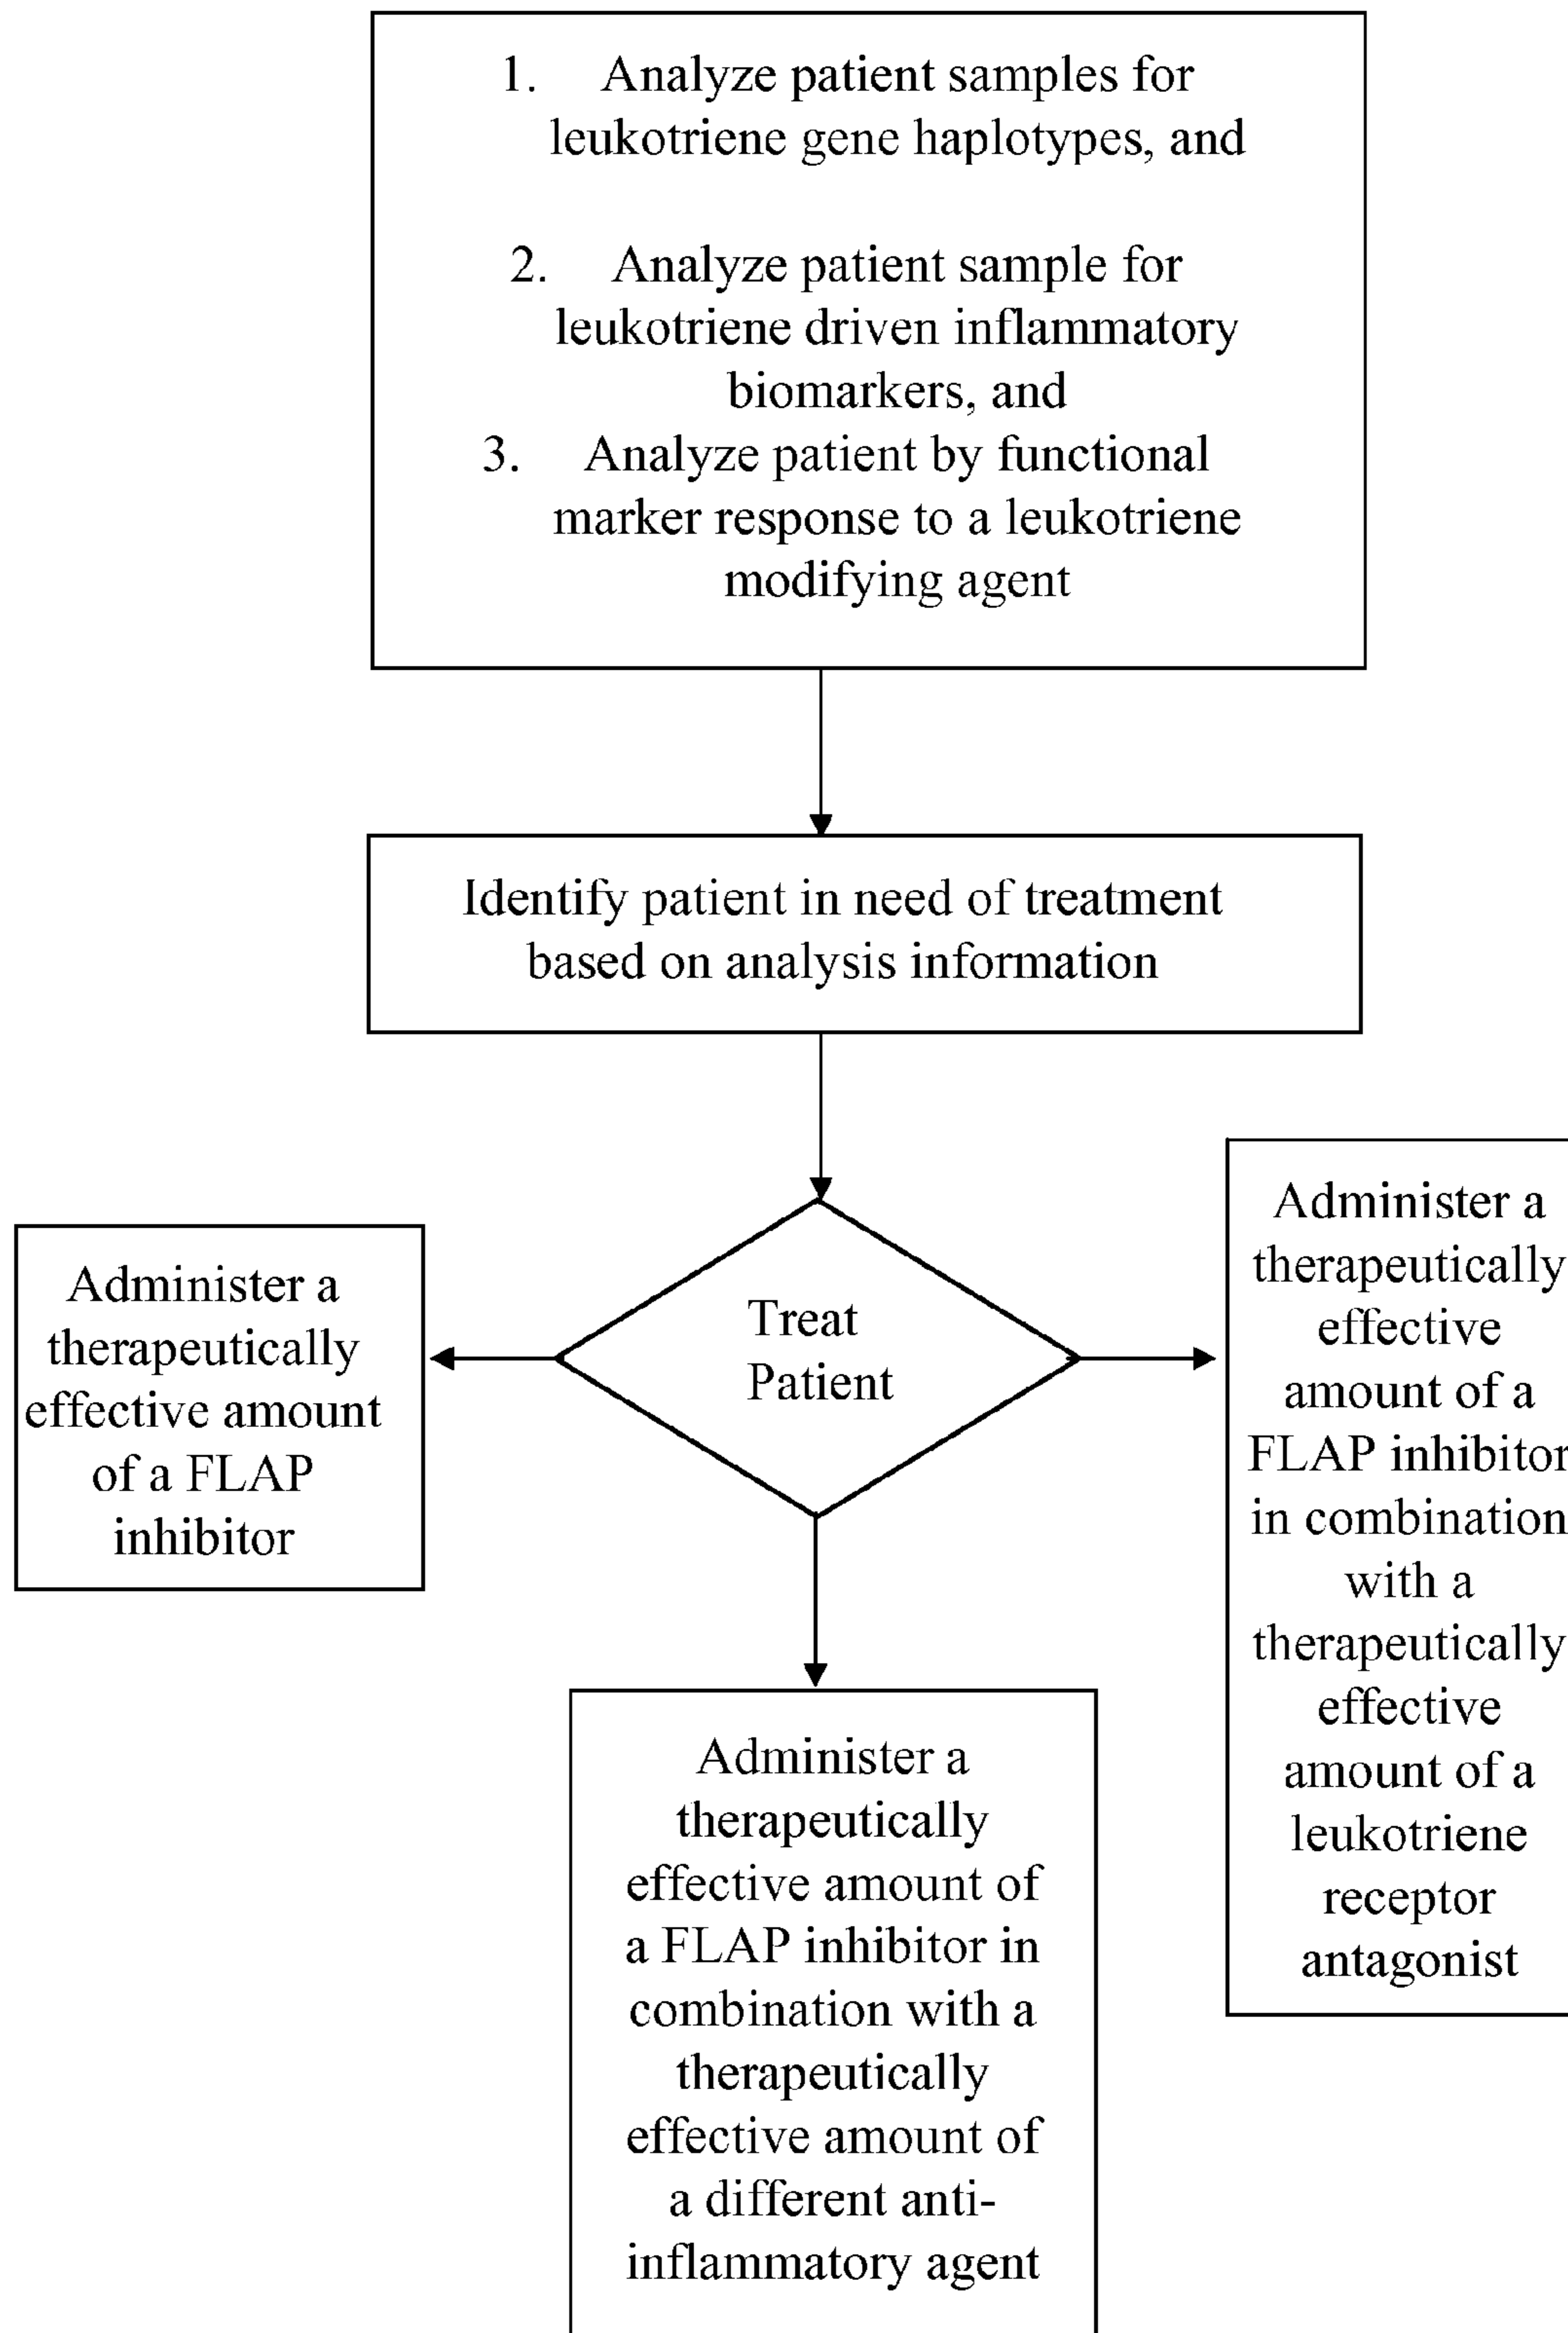 1. Analyze patient samples for
leukotriene gene haplotypes, and
2. Analyze patient sample for
leukotriene driven inflammatory
biomarkers, and
3. Analyze patient by functional
marker response to a leukotriene
modifying agent
Identify patient in need of treatment
based on analysis information
Treat
Patient
Administer a
therapeutically
effective amount
of a FLAP
inhibitor
Administer a
therapeutically
effective amount of
a FLAP inhibitor in
combination with a
therapeutically
effective amount of
a different anti-
inflammatory agent
Administer a
therapeutically
effective
amount of a
FLAP inhibitor
in combination
with a
therapeutically
effective
amount of a
leukotriene
receptor
antagonist